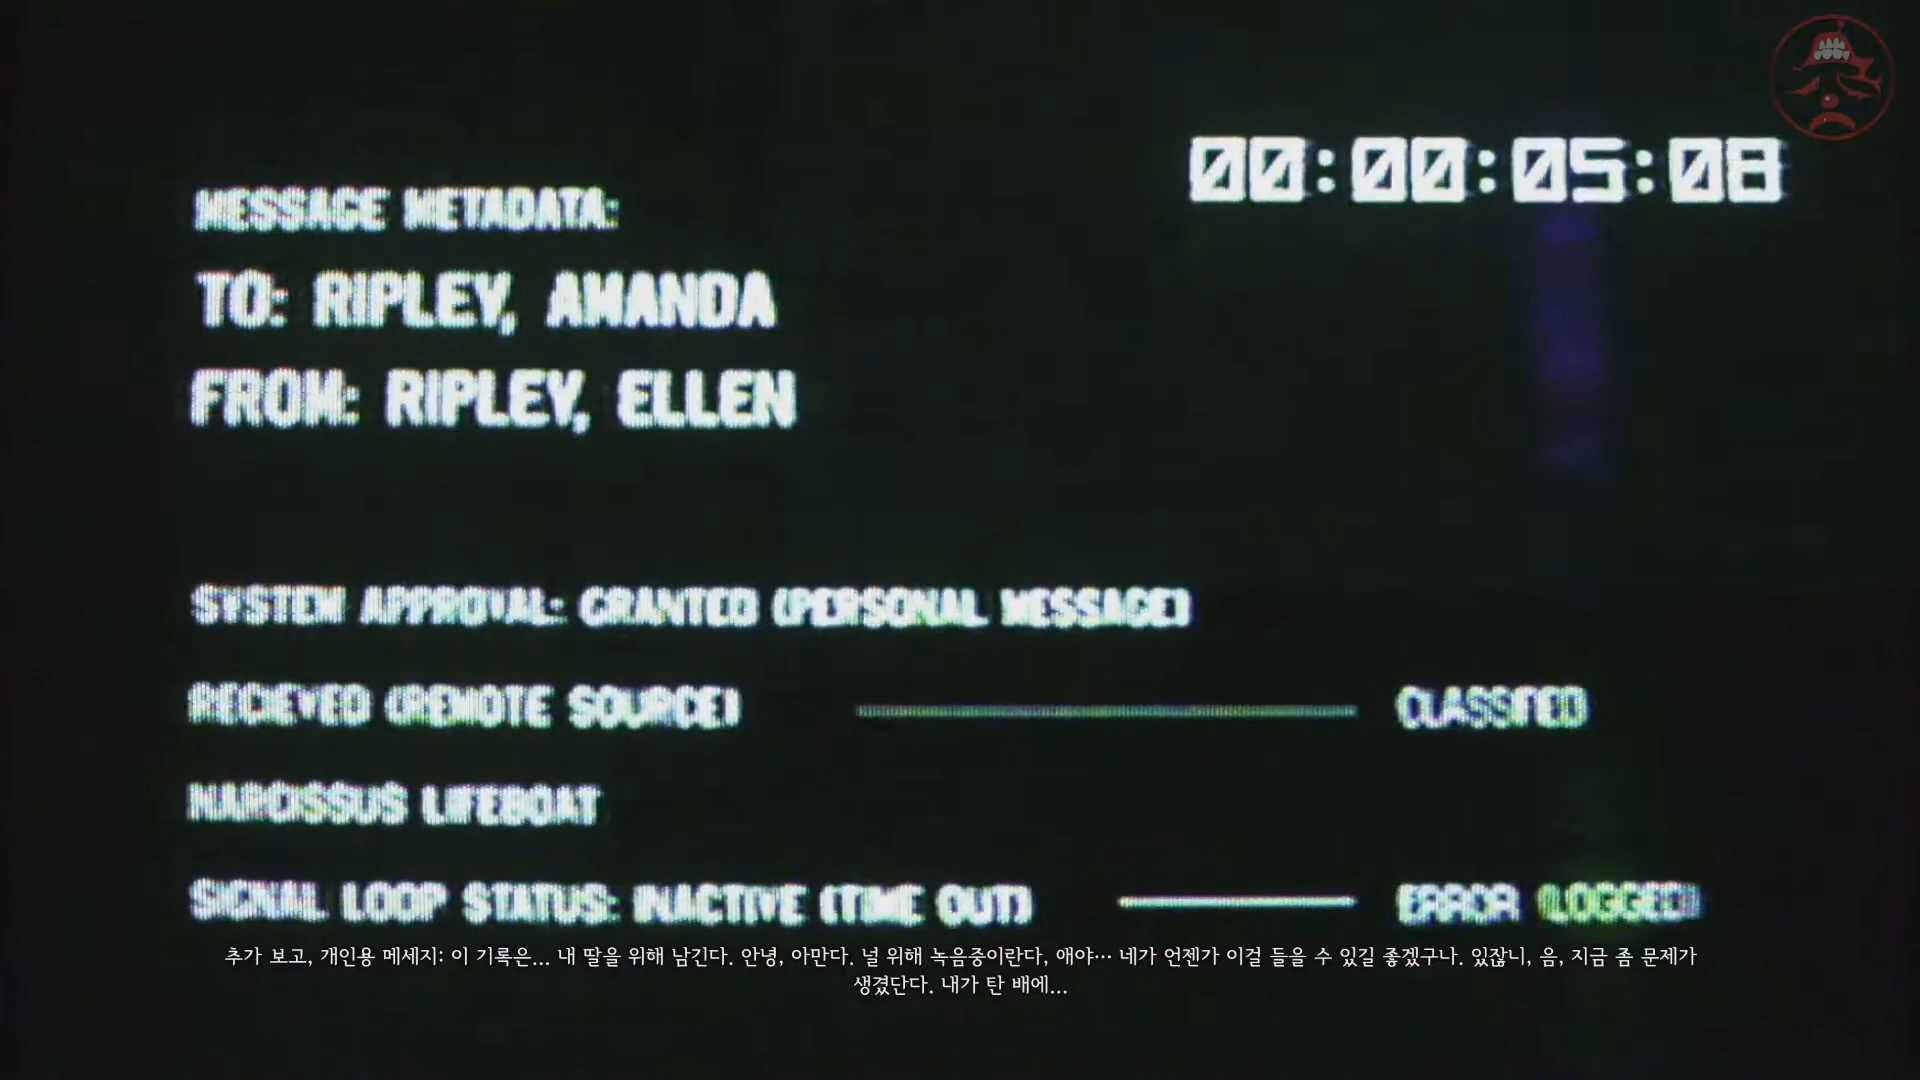 00:00:05:08
MESSAGE METADATA:
TO: RIPLEY, AMANDA
FROM: RIPLEY, ELLEN
SYSTEM APPROVAL: GRANTED (PERSONAL MESSAGE)
RECIEVED (REMOTE SOURCE) CLASSIFIED
NARCISSUS LIFEBOAT
SIGNAL LOOP STATUS: INACTIVE (TIME OUT) ERROR (LOGGED)
추가 보고, 개인용 메세지: 이 기록은... 내 딸을 위해 남긴다. 안녕, 아만다. 널 위해 녹음중이란다, 얘야… 네가 언젠가 이걸 들을 수 있길 좋겠구나. 있잖니, 음, 지금 좀 문제가
생겼단다. 내가 탄 배에...